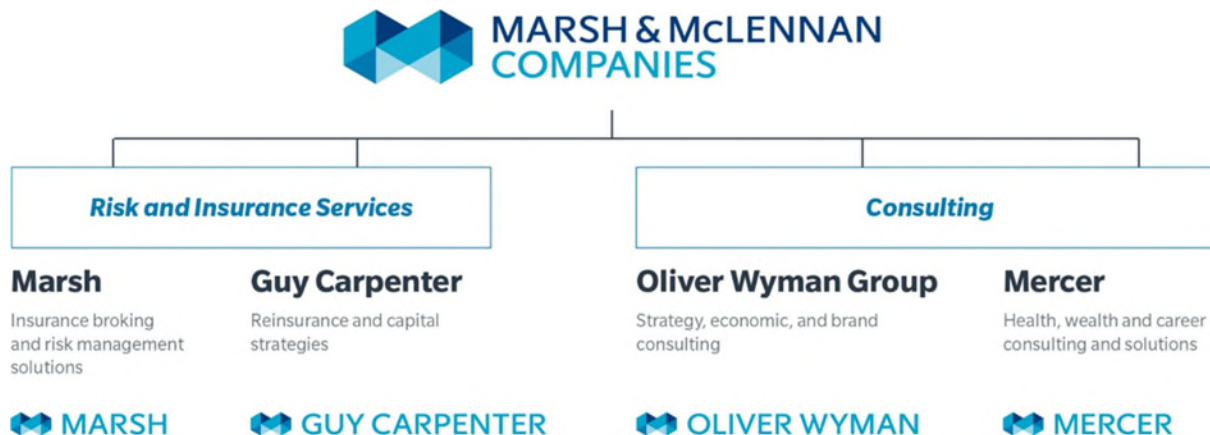 MARSH & McLENNAN
COMPANIES
Risk and Insurance Services
Consulting
Marsh
Insurance broking
and risk management
solutions
MARSH
Guy Carpenter
Reinsurance and capital
strategies
GUY CARPENTER
Oliver Wyman Group
Strategy, economic, and brand
consulting
OLIVER WYMAN
Mercer
Health, wealth and career
consulting and solutions
MERCER